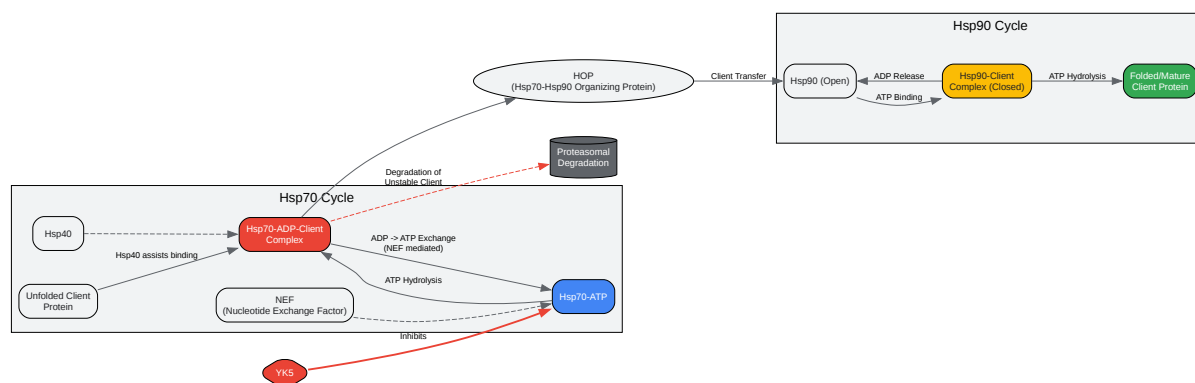 Hsp90 Cycle
HOP
(Hsp70-Hsp90 Organizing Protein)
Client Transfer
Hsp90 (Open)
ADP Release
ATP Binding
Hsp90-Client
Complex (Closed)
ATP Hydrolysis
Folded/Mature
Client Protein
Proteasomal
Degradation
Degradation of
Unstable Client
Hsp70 Cycle
Hsp40
Hsp70-ADP-Client
Complex
Hsp40 assists binding
ADP -> ATP Exchange
(NEF mediated)
ATP Hydrolysis
Unfolded Client
Protein
NEF
(Nucleotide Exchange Factor)
Hsp70-ATP
Inhibits
YK5